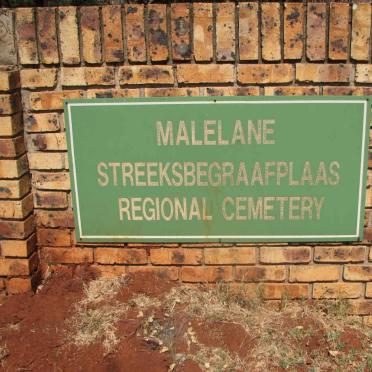 MALELANE
STREEKSBEGRAAFPLAAS
REGIONAL CEMETERY